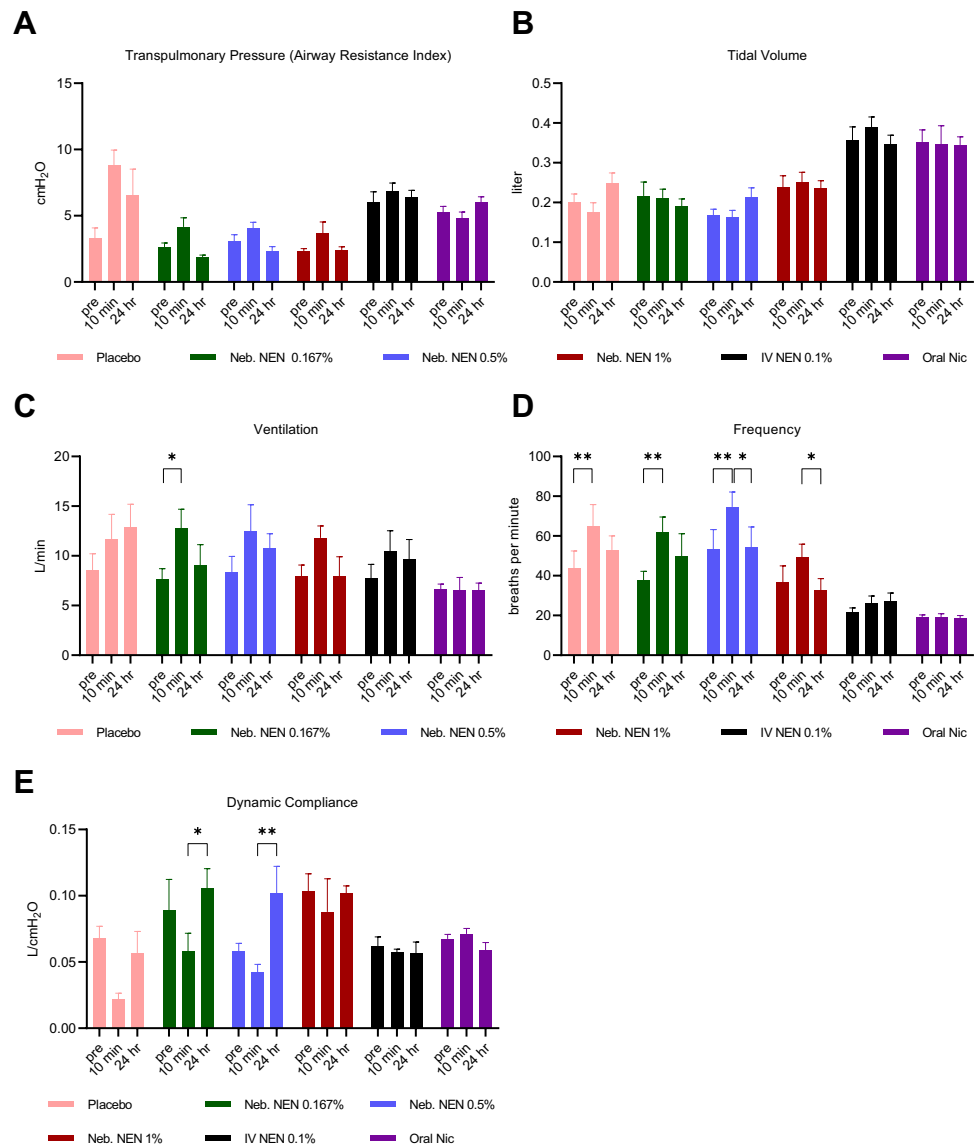 A
Transpulmonary Pressure (Airway Resistance Index)
15
10
5
0
cmH2O
pre 10 min 24 hr pre 10 min 24 hr pre 10 min 24 hr pre 10 min 24 hr pre 10 min 24 hr pre 10 min 24 hr
B
Tidal Volume
0.5
0.4
0.3
0.2
0.1
0.0
liter
pre 10 min 24 hr pre 10 min 24 hr pre 10 min 24 hr pre 10 min 24 hr pre 10 min 24 hr pre 10 min 24 hr
Placebo Neb. NEN 0.167% Neb. NEN 0.5% Neb. NEN 1% IV NEN 0.1% Oral Nic
C
Ventilation
20
15
10
5
0
L/min
*
pre 10 min 24 hr pre 10 min 24 hr pre 10 min 24 hr pre 10 min 24 hr pre 10 min 24 hr pre 10 min 24 hr
D
Frequency
100
80
60
40
20
0
breaths per minute
** ** ** * *
pre 10 min 24 hr pre 10 min 24 hr pre 10 min 24 hr pre 10 min 24 hr pre 10 min 24 hr pre 10 min 24 hr
Placebo Neb. NEN 0.167% Neb. NEN 0.5% Neb. NEN 1% IV NEN 0.1% Oral Nic
E
Dynamic Compliance
0.15
0.10
0.05
0.00
L/cmH2O
* **
pre 10 min 24 hr pre 10 min 24 hr pre 10 min 24 hr pre 10 min 24 hr pre 10 min 24 hr pre 10 min 24 hr
Placebo Neb. NEN 0.167% Neb. NEN 0.5%
Neb. NEN 1% IV NEN 0.1% Oral Nic